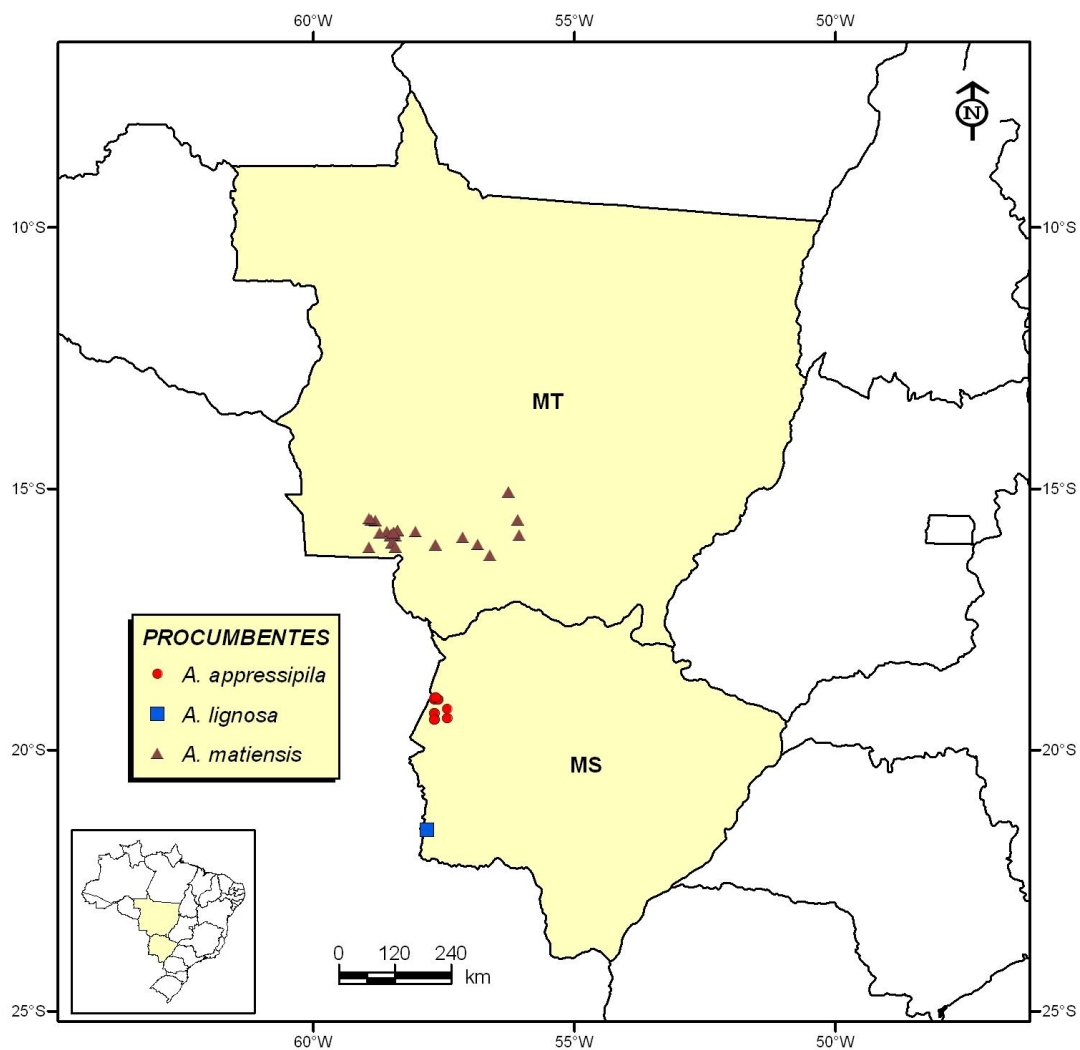 60°W 55°W 50°W
N
10°S 10°S
MT
15°S 15°S
PROCUMBENTES
A. appressipila
A. lignosa
A. matiensis
20°S 20°S
MS
0 120 240
km
25°S 25°S
60°W 55°W 50°W